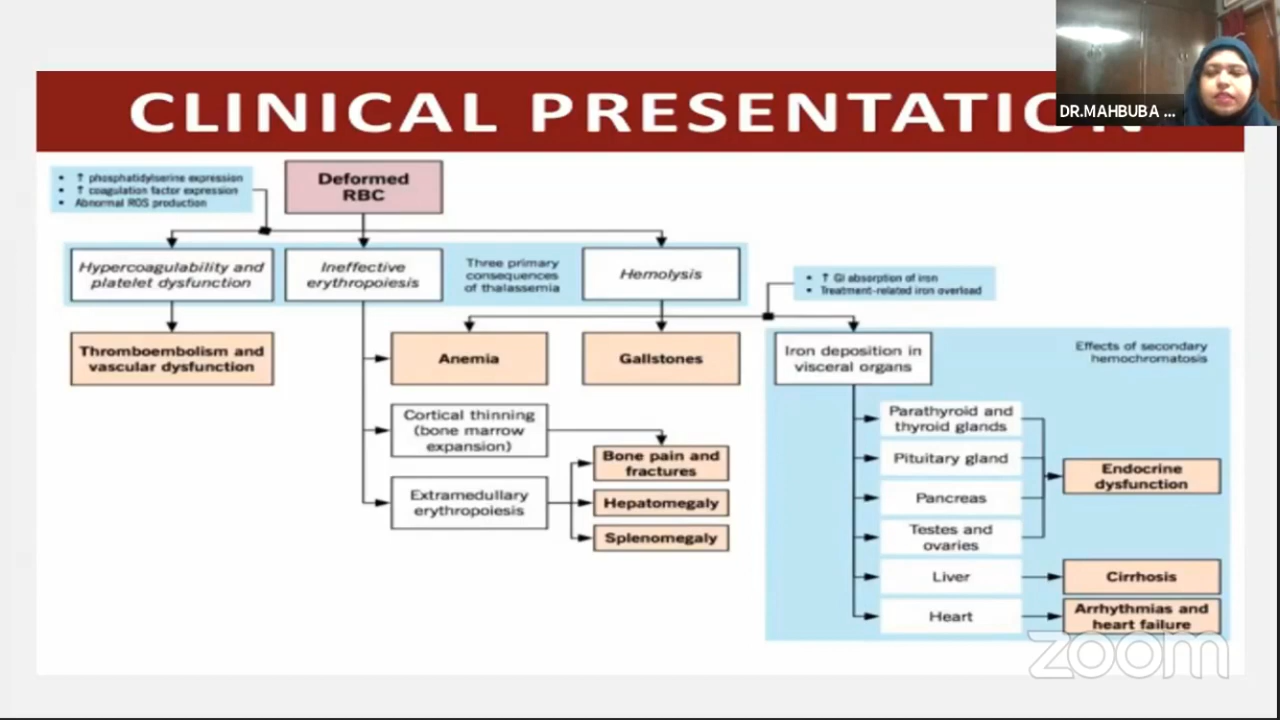 DR.MAHBUBA ...
CLINICAL PRESENTATION
• ↑ phosphatidylserine expression
• ↑ coagulation factor expression
• Abnormal ROS production
Deformed
RBC
Hypercoagulability and
platelet dysfunction
Ineffective
erythropoiesis
Three primary
consequences
of thalassemia
Hemolysis
• ↑ GI absorption of iron
• Treatment-related iron overload
Thromboembolism and
vascular dysfunction
Anemia
Gallstones
Iron deposition in
visceral organs
Effects of secondary
hemochromatosis
Cortical thinning
(bone marrow
expansion)
Bone pain and
fractures
Extramedullary
erythropoiesis
Hepatomegaly
Splenomegaly
Parathyroid and
thyroid glands
Pituitary gland
Pancreas
Testes and
ovaries
Endocrine
dysfunction
Liver
Cirrhosis
Heart
Arrhythmias and
heart failure
zoom